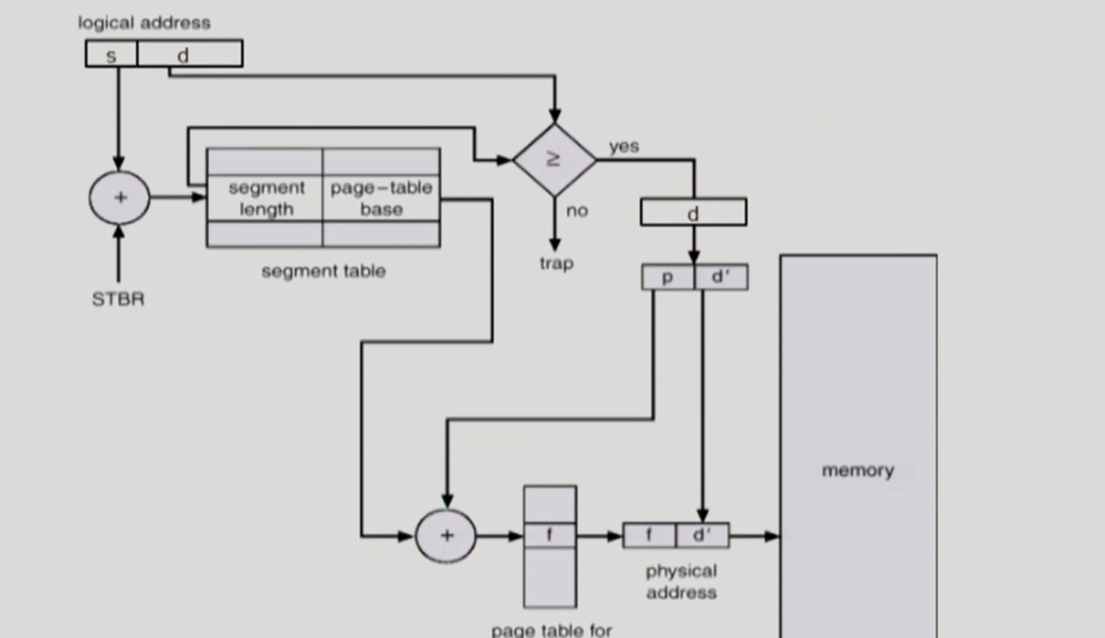 logical address
s d
≥
yes
+
segment length
page-table base
no
d
trap
segment table
p d'
STBR
memory
+
f
f d'
physical address
page table for